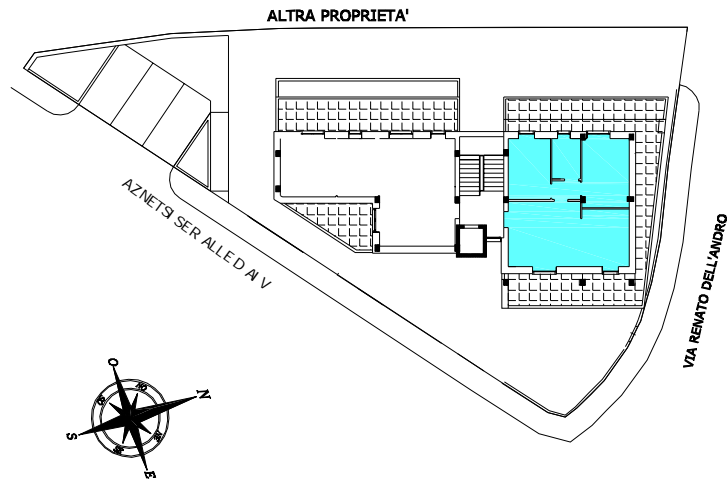 ALTRA PROPRIETA'
AZNETSISER ALLED AIV
VIA RENATO DELL'ANDRO
O
N
S
E